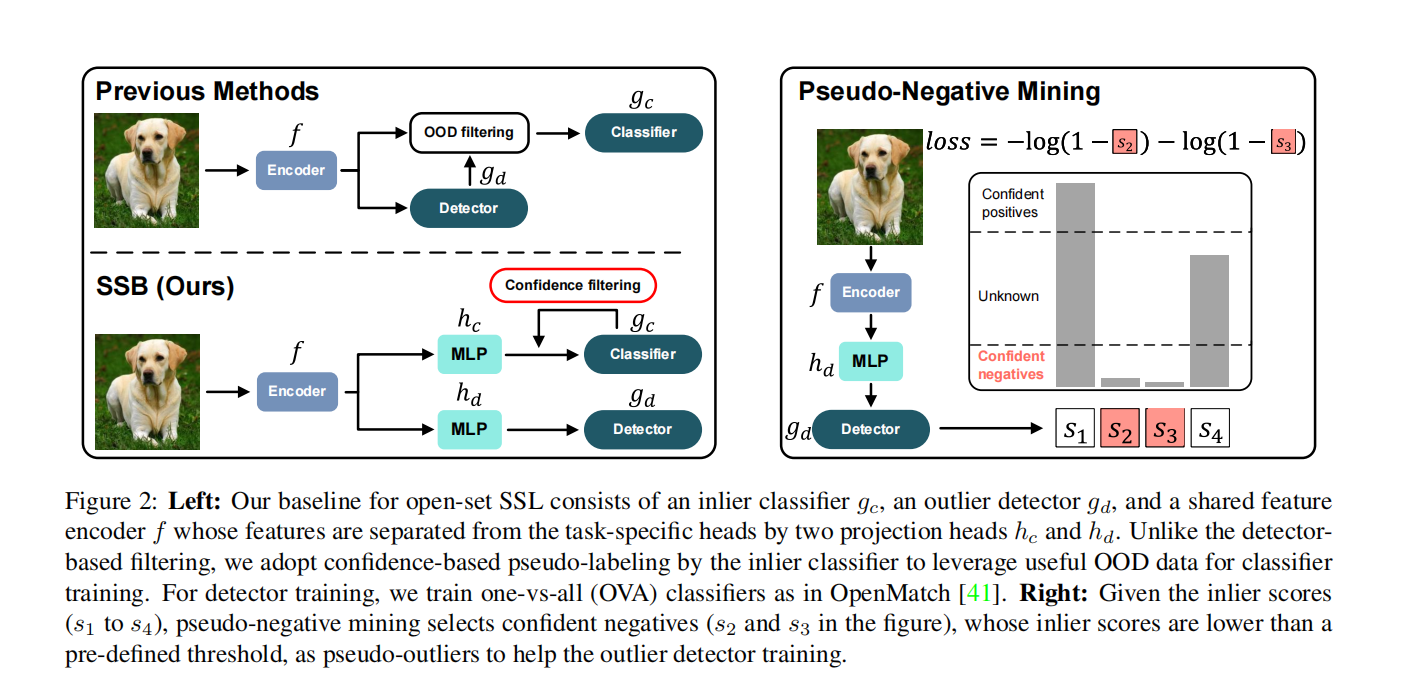 Previous Methods
f
Encoder
OOD filtering
g_d
Detector
g_c
Classifier
SSB (Ours)
f
Encoder
Confidence filtering
h_c
MLP
g_c
Classifier
h_d
MLP
g_d
Detector
Pseudo-Negative Mining
loss = −log(1 − s_2) − log(1 − s_3)
f
Encoder
h_d
MLP
g_d
Detector
Confident
positives
Unknown
Confident
negatives
s_1 s_2 s_3 s_4
Figure 2: Left: Our baseline for open-set SSL consists of an inlier classifier g_c, an outlier detector g_d, and a shared feature
encoder f whose features are separated from the task-specific heads by two projection heads h_c and h_d. Unlike the detector-
based filtering, we adopt confidence-based pseudo-labeling by the inlier classifier to leverage useful OOD data for classifier
training. For detector training, we train one-vs-all (OVA) classifiers as in OpenMatch [41]. Right: Given the inlier scores
(s_1 to s_4), pseudo-negative mining selects confident negatives (s_2 and s_3 in the figure), whose inlier scores are lower than a
pre-defined threshold, as pseudo-outliers to help the outlier detector training.